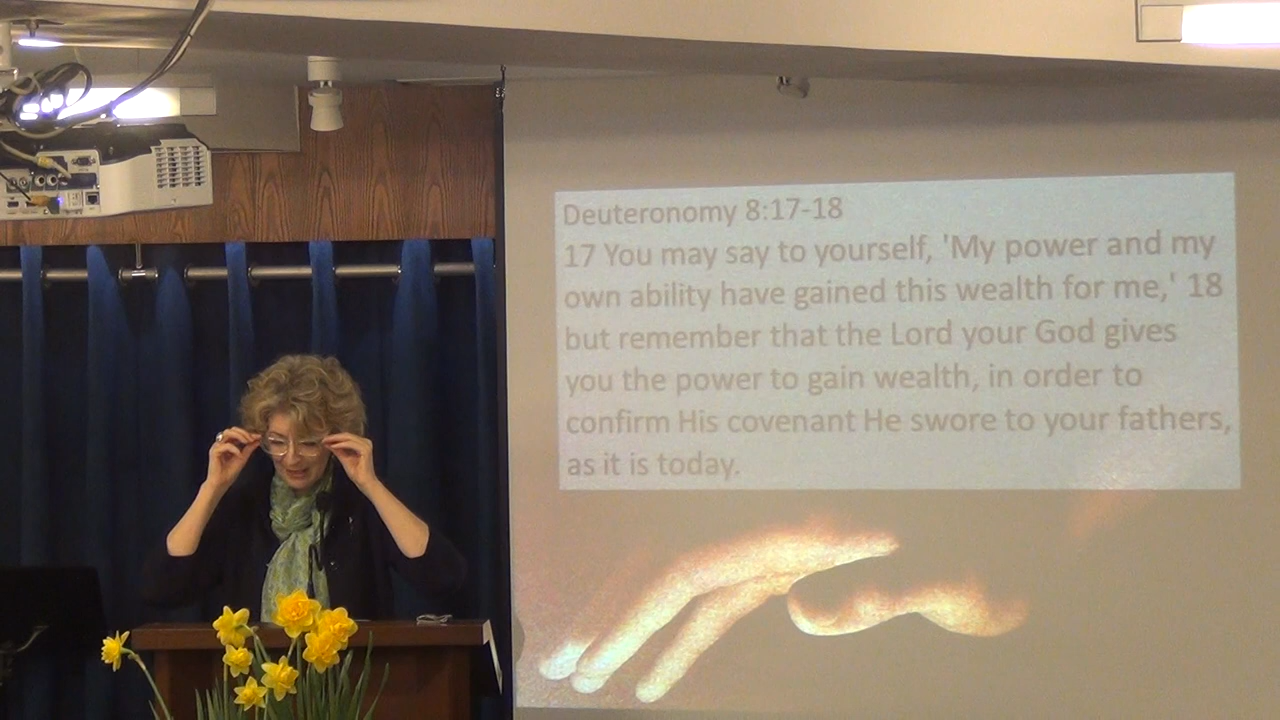 Deuteronomy 8:17-18
17 You may say to yourself, 'My power and my
own ability have gained this wealth for me,' 18
but remember that the Lord your God gives
you the power to gain wealth, in order to
confirm His covenant He swore to your fathers,
as it is today.